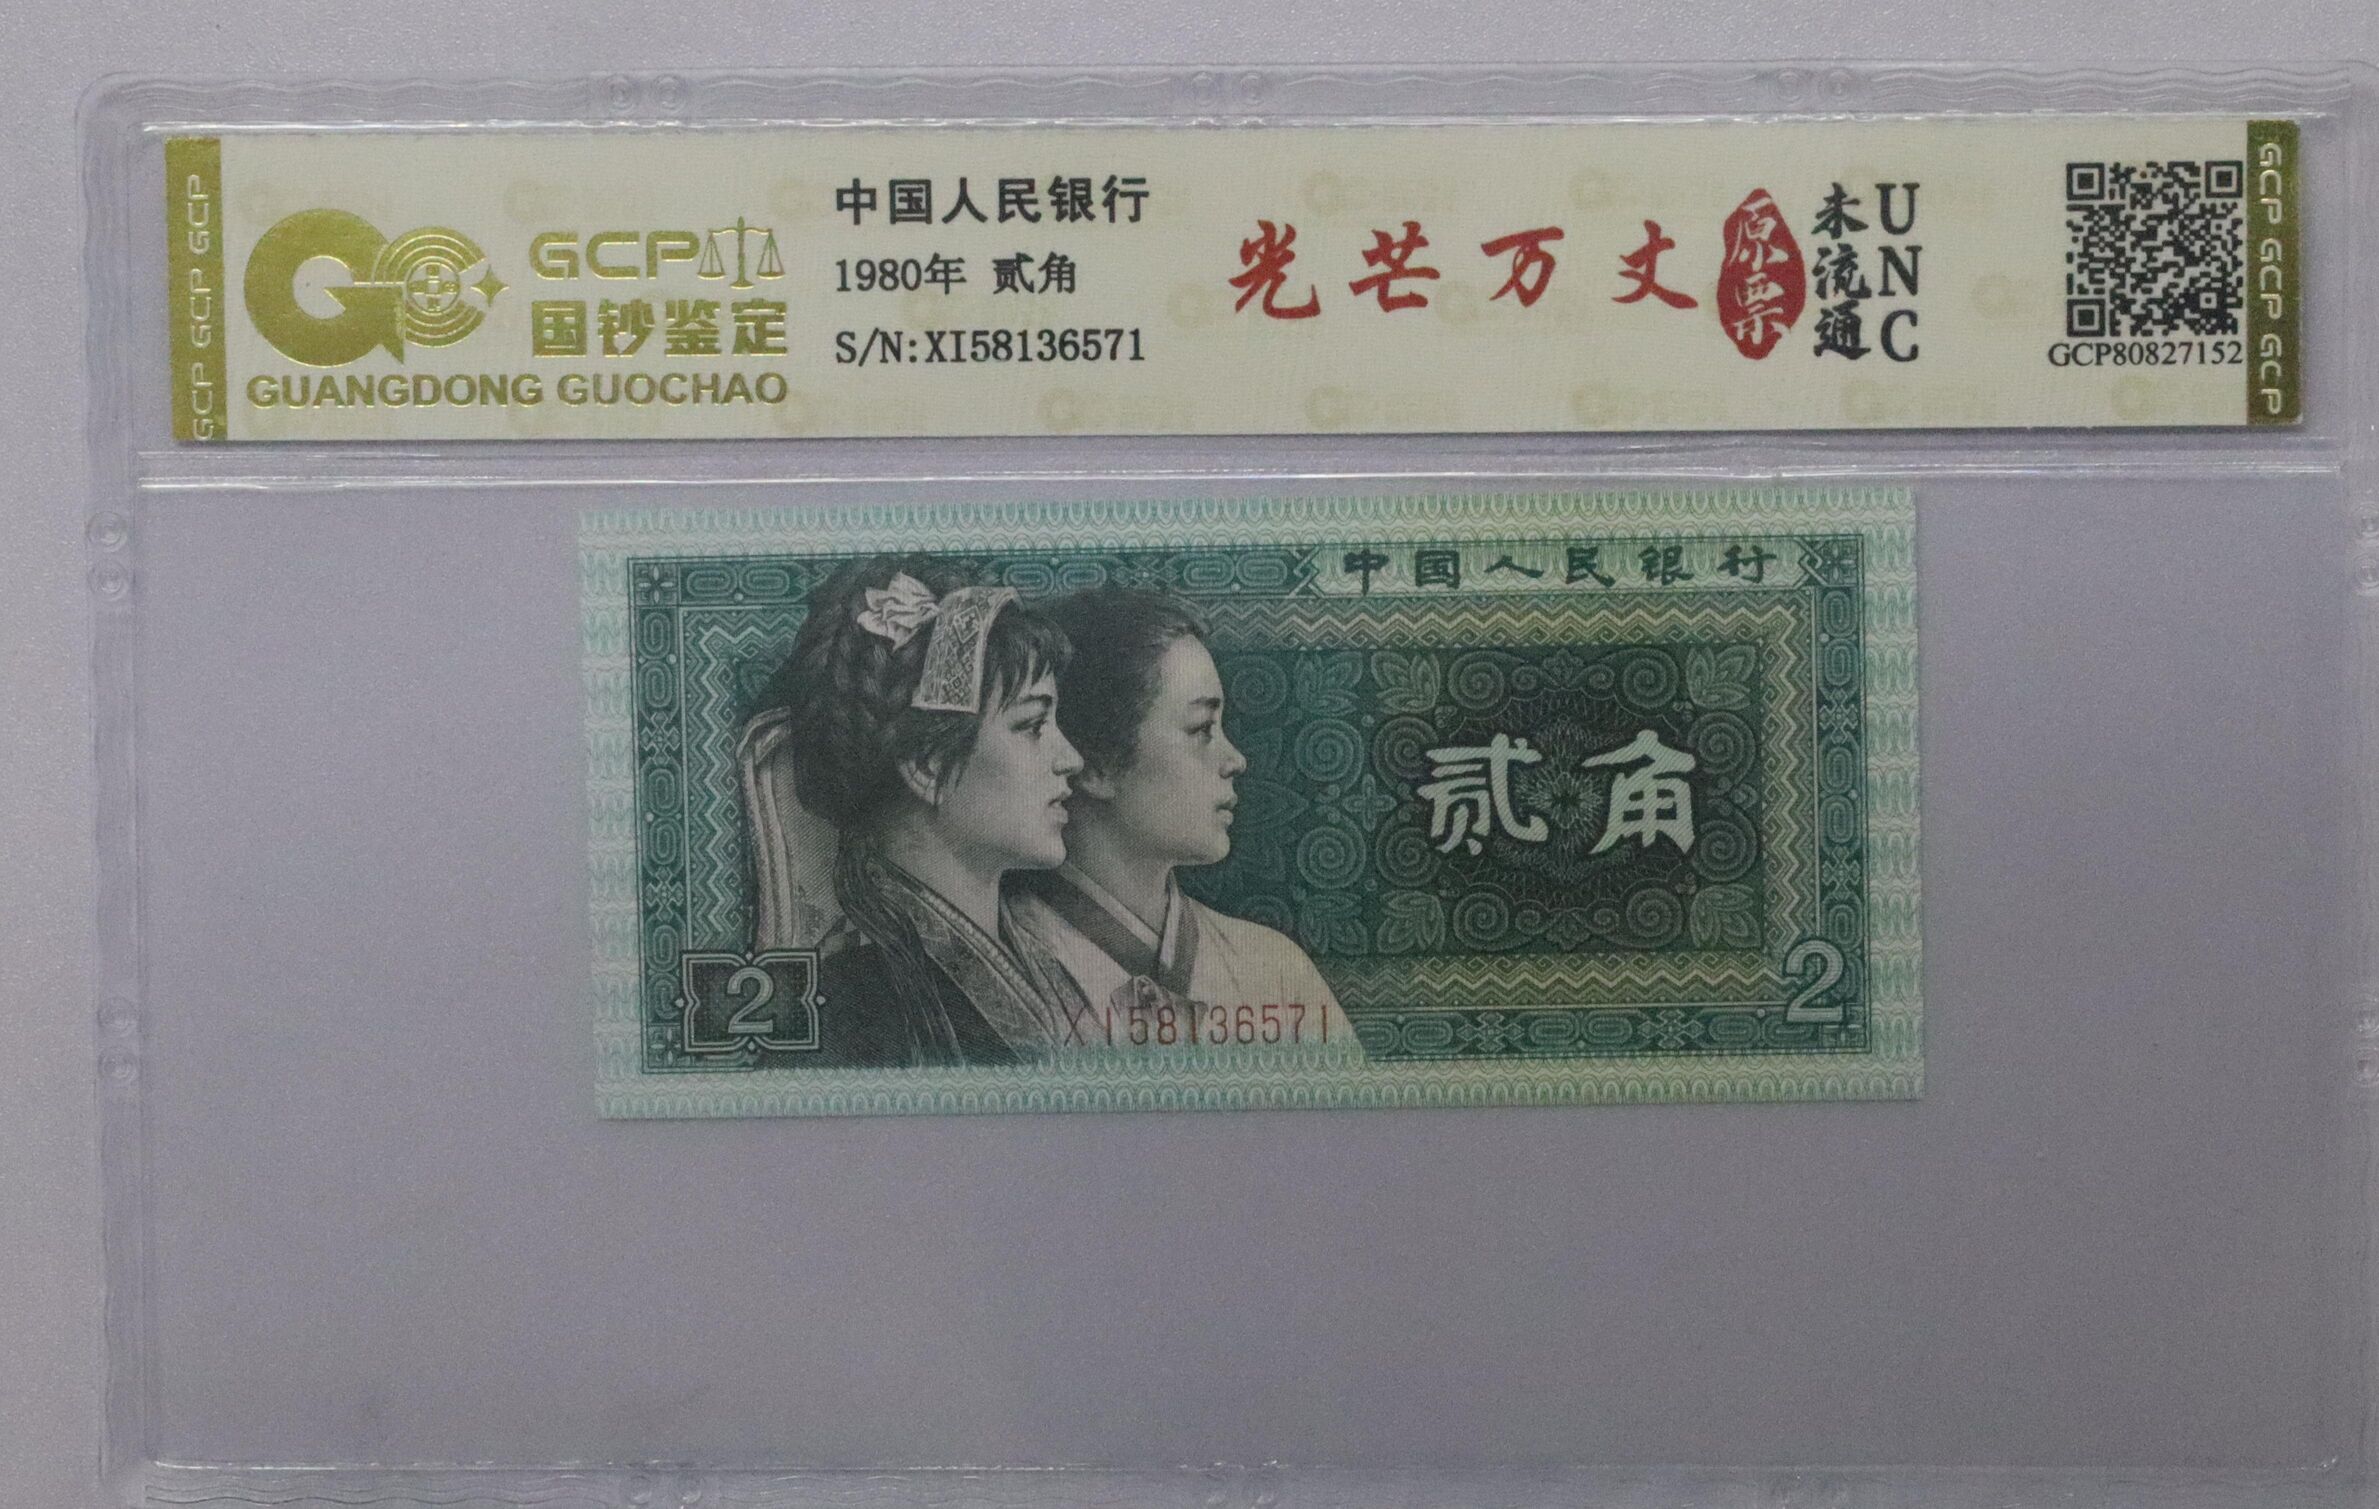 GCP GCP GCP
GCP
国钞鉴定
GUANGDONG GUOCHAO
中国人民银行
1980年 贰角
S/N:XI58136571
光芒万丈
原票
未流通
UNC
GCP80827152
GCP GCP GCP
中国人民银行
贰角
2
2
XI58136571